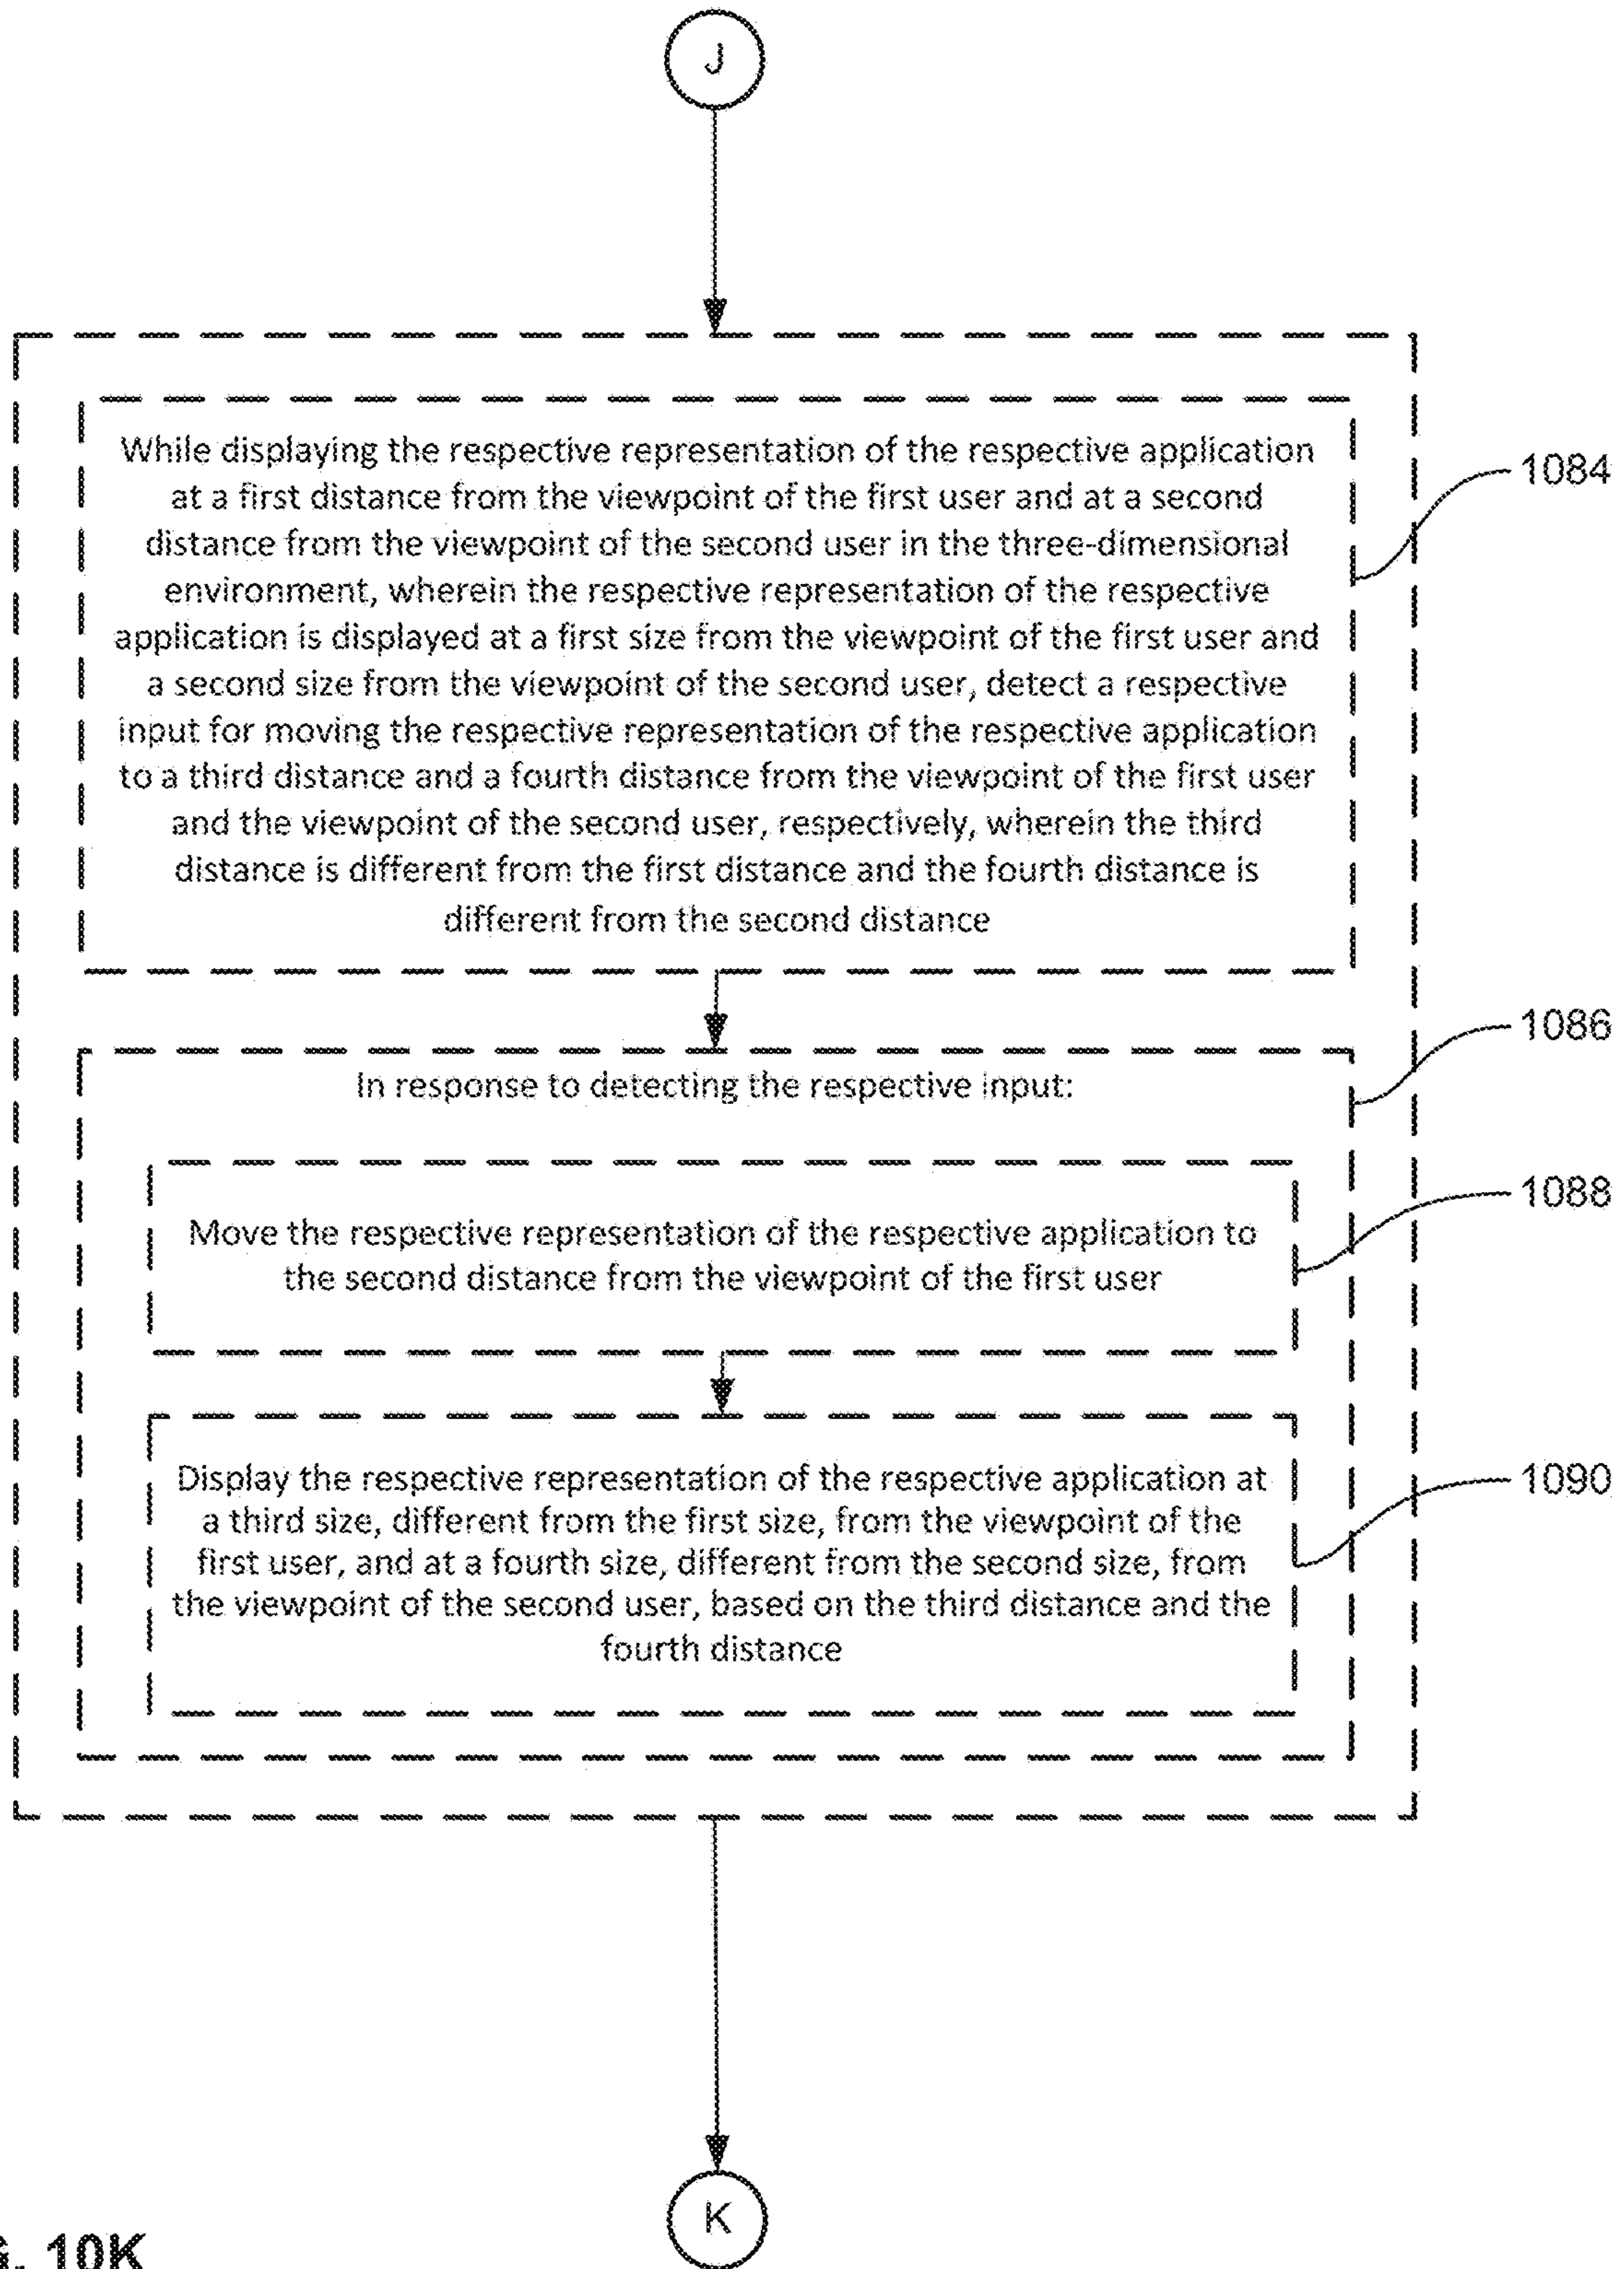 J
While displaying the respective representation of the respective application
at a first distance from the viewpoint of the first user and at a second
distance from the viewpoint of the second user in the three-dimensional
environment, wherein the respective representation of the respective
application is displayed at a first size from the viewpoint of the first user and
a second size from the viewpoint of the second user, detect a respective
input for moving the respective representation of the respective application
to a third distance and a fourth distance from the viewpoint of the first user
and the viewpoint of the second user, respectively, wherein the third
distance is different from the first distance and the fourth distance is
different from the second distance
1084
1086
In response to detecting the respective input:
1088
Move the respective representation of the respective application to
the second distance from the viewpoint of the first user
1090
Display the respective representation of the respective application at
a third size, different from the first size, from the viewpoint of the
first user, and at a fourth size, different from the second size, from
the viewpoint of the second user, based on the third distance and the
fourth distance
K
G. 10K